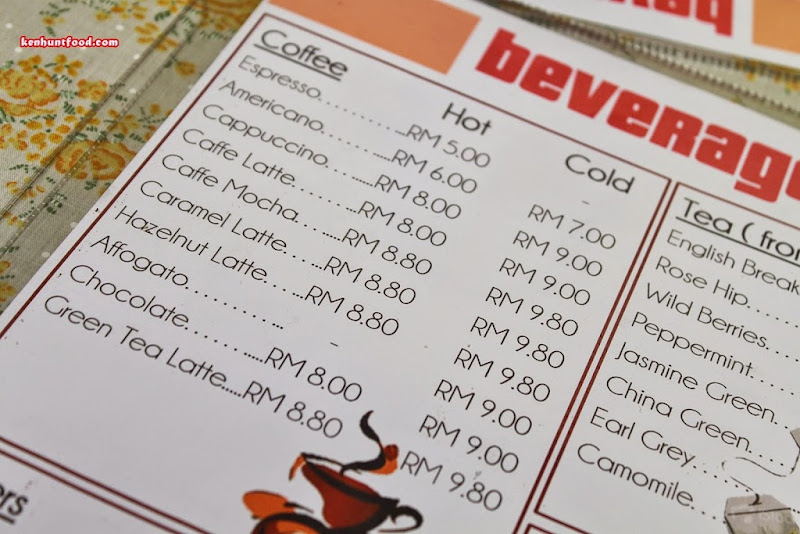 kenhuntfood.com
beverage
Coffee Hot Cold
Espresso..............RM 5.00 -
Americano............RM 6.00 RM 7.00
Cappuccino..........RM 8.00 RM 9.00
Caffe Latte............RM 8.00 RM 9.00
Caffe Mocha........RM 8.80 RM 9.80
Caramel Latte......RM 8.80 RM 9.80
Hazelnut Latte.....RM 8.80 RM 9.80
Affogato............ - RM 9.00
Chocolate.............RM 8.00 RM 9.00
Green Tea Latte.....RM 8.80 RM 9.80
Tea (
English
Rose Hip
Wild Berries
Peppermint
Jasmine Green
China Green
Earl Grey
Camomile